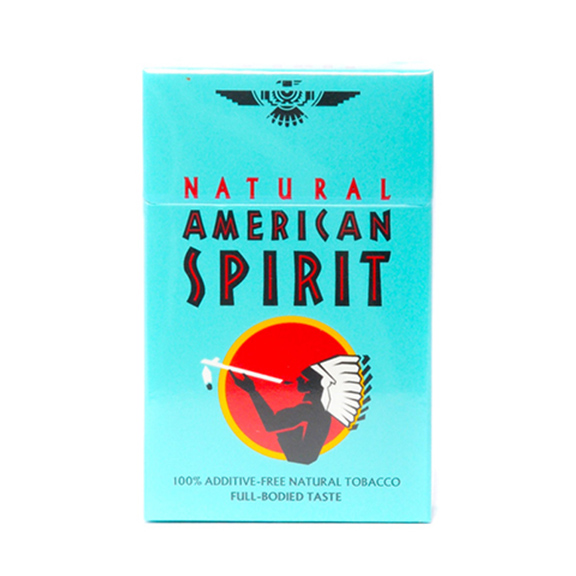 NATURAL
AMERICAN
SPIRIT
100% ADDITIVE-FREE NATURAL TOBACCO
FULL-BODIED TASTE